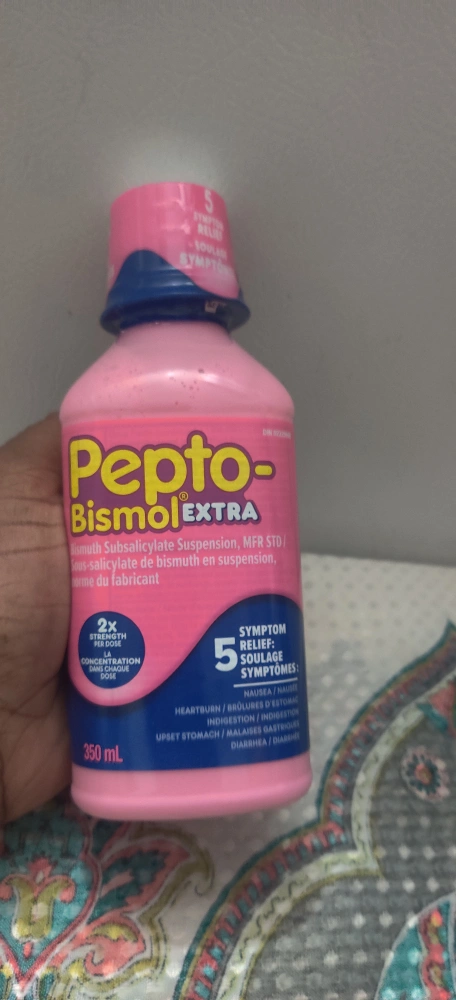 5
SYMPTOM
RELIEF
SOULAGE
SYMPTÔMES
Pepto-
Bismol® EXTRA
Bismuth Subsalicylate Suspension, MFR STD /
Sous-salicylate de bismuth en suspension,
norme du fabricant
2x
STRENGTH
PER DOSE
LA
CONCENTRATION
DANS CHAQUE
DOSE
5 SYMPTOM
RELIEF:
SOULAGE
SYMPTÔMES :
NAUSEA / NAUSÉE
HEARTBURN / BRÛLURES D'ESTOMAC
INDIGESTION / INDIGESTION
UPSET STOMACH / MALAISES GASTRIQUES
DIARRHEA / DIARRHÉE
350 mL